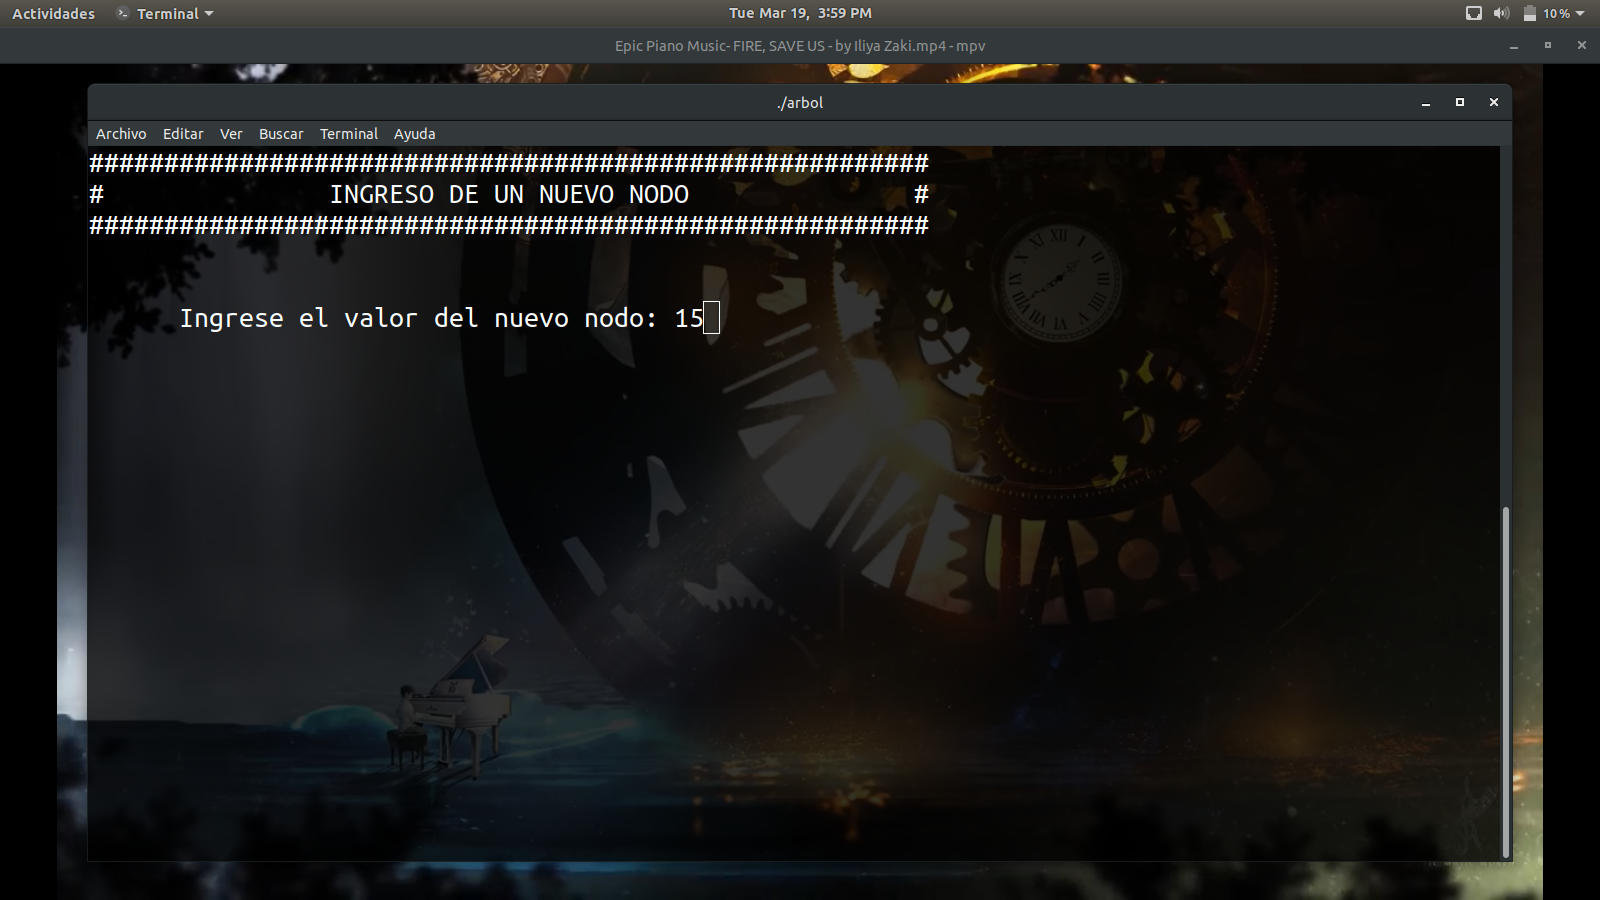 Actividades Terminal Tue Mar 19, 3:59 PM 10 %
Epic Piano Music- FIRE, SAVE US - by Iliya Zaki.mp4 - mpv
./arbol
Archivo Editar Ver Buscar Terminal Ayuda
########################################################
# INGRESO DE UN NUEVO NODO #
########################################################
Ingrese el valor del nuevo nodo: 15